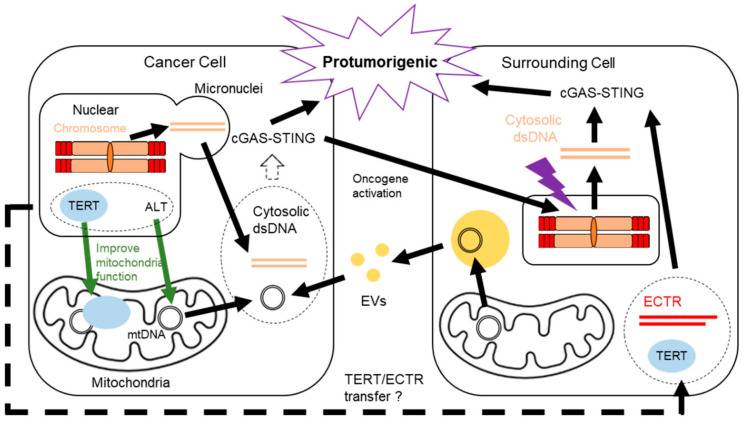 Cancer Cell
Protumorigenic
Surrounding Cell
Micronuclei
Nuclear
Chromosome
cGAS-STING
cGAS-STING
Cytosolic
dsDNA
Oncogene
activation
TERT
ALT
Cytosolic
dsDNA
Improve
mitochondria
function
EVs
mtDNA
ECTR
TERT
Mitochondria
TERT/ECTR
transfer ?